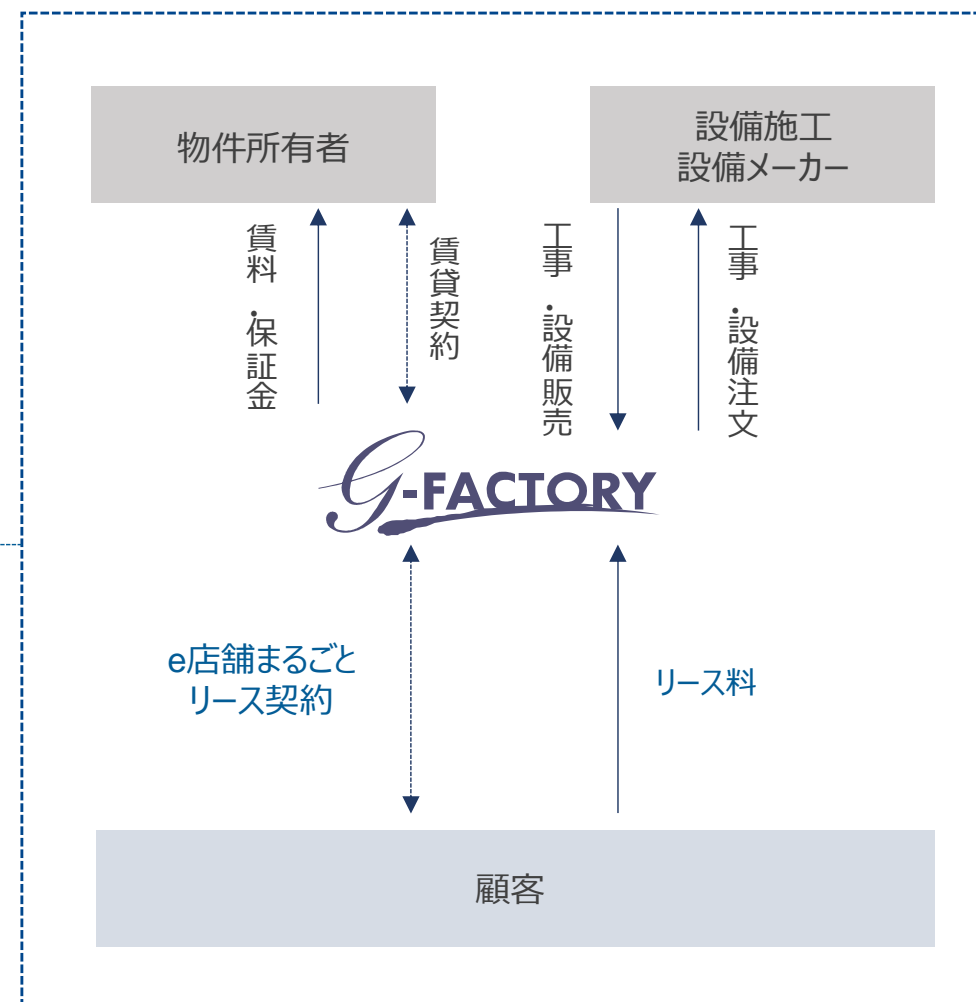 物件所有者
設備施工
設備メーカー
賃料・保証金
賃貸契約
工事・設備販売
工事・設備注文
G-FACTORY
e店舗まるごと
リース契約
リース料
顧客